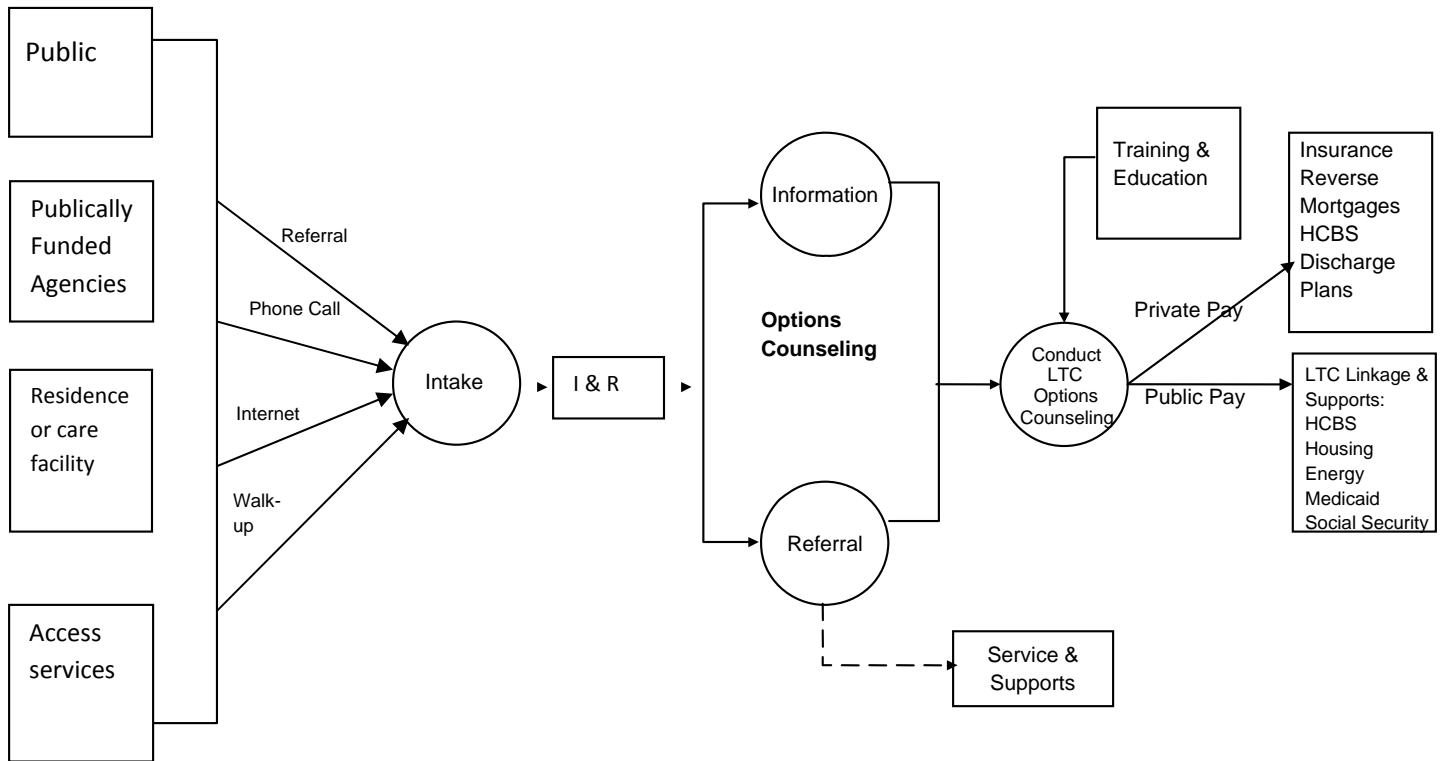 Public
Publically
Funded
Agencies
Residence
or care
facility
Access
services
Referral
Phone Call
Internet
Walk-
up
Intake
I & R
Information
Options
Counseling
Referral
Service &
Supports
Training &
Education
Conduct
LTC
Options
Counseling
Private Pay
Public Pay
Insurance
Reverse
Mortgages
HCBS
Discharge
Plans
LTC Linkage &
Supports:
HCBS
Housing
Energy
Medicaid
Social Security